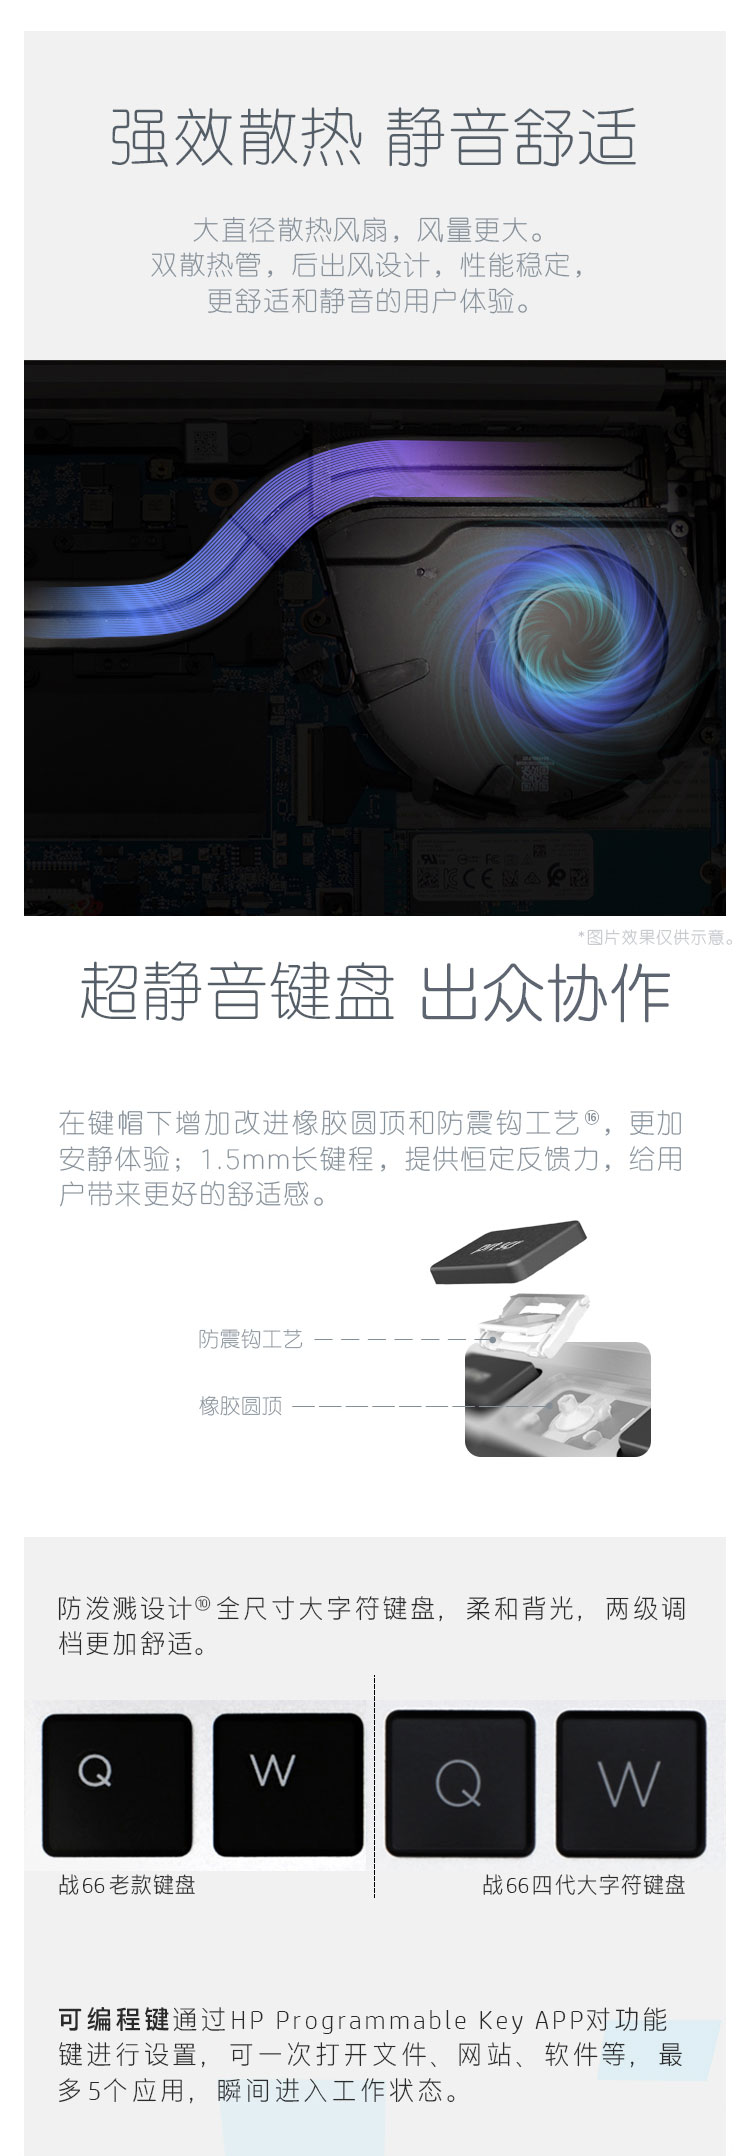 强效散热 静音舒适
大直径散热风扇，风量更大。
双散热管，后出风设计，性能稳定，
更舒适和静音的用户体验。
*图片效果仅供示意。
超静音键盘 出众协作
在键帽下增加改进橡胶圆顶和防震钩工艺⑯，更加
安静体验；1.5mm长键程，提供恒定反馈力，给用
户带来更好的舒适感。
prt scr
防震钩工艺
橡胶圆顶
防泼溅设计⑩全尺寸大字符键盘，柔和背光，两级调
档更加舒适。
Q W Q W
战66老款键盘 战66四代大字符键盘
可编程键通过HP Programmable Key APP对功能
键进行设置，可一次打开文件、网站、软件等，最
多5个应用，瞬间进入工作状态。